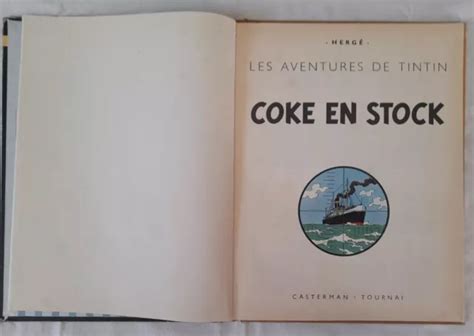 - HERGÉ -
LES AVENTURES DE TINTIN
COKE EN STOCK
CASTERMAN - TOURNAI